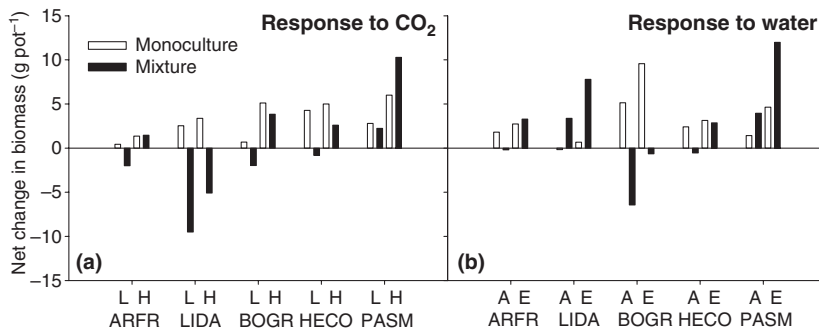 Net change in biomass (g pot⁻¹)
15
10
5
0
−5
−10
−15
Response to CO₂
Monoculture
Mixture
(a)
L H L H L H L H L H
ARFR LIDA BOGR HECO PASM
Response to water
(b)
A E A E A E A E A E
ARFR LIDA BOGR HECO PASM